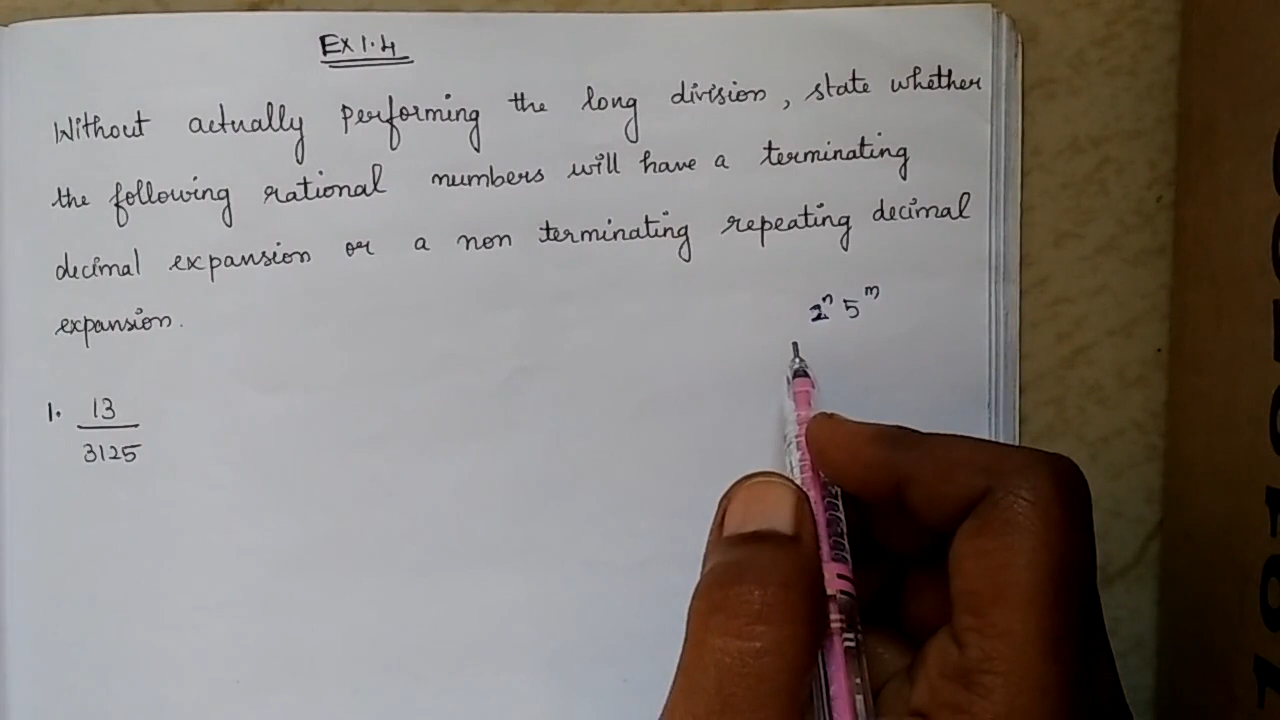 Ex 1.4
Without actually performing the long division, state whether
the following rational numbers will have a terminating
decimal expansion or a non terminating repeating decimal
expansion.
2ⁿ 5ᵐ
1. 13
3125